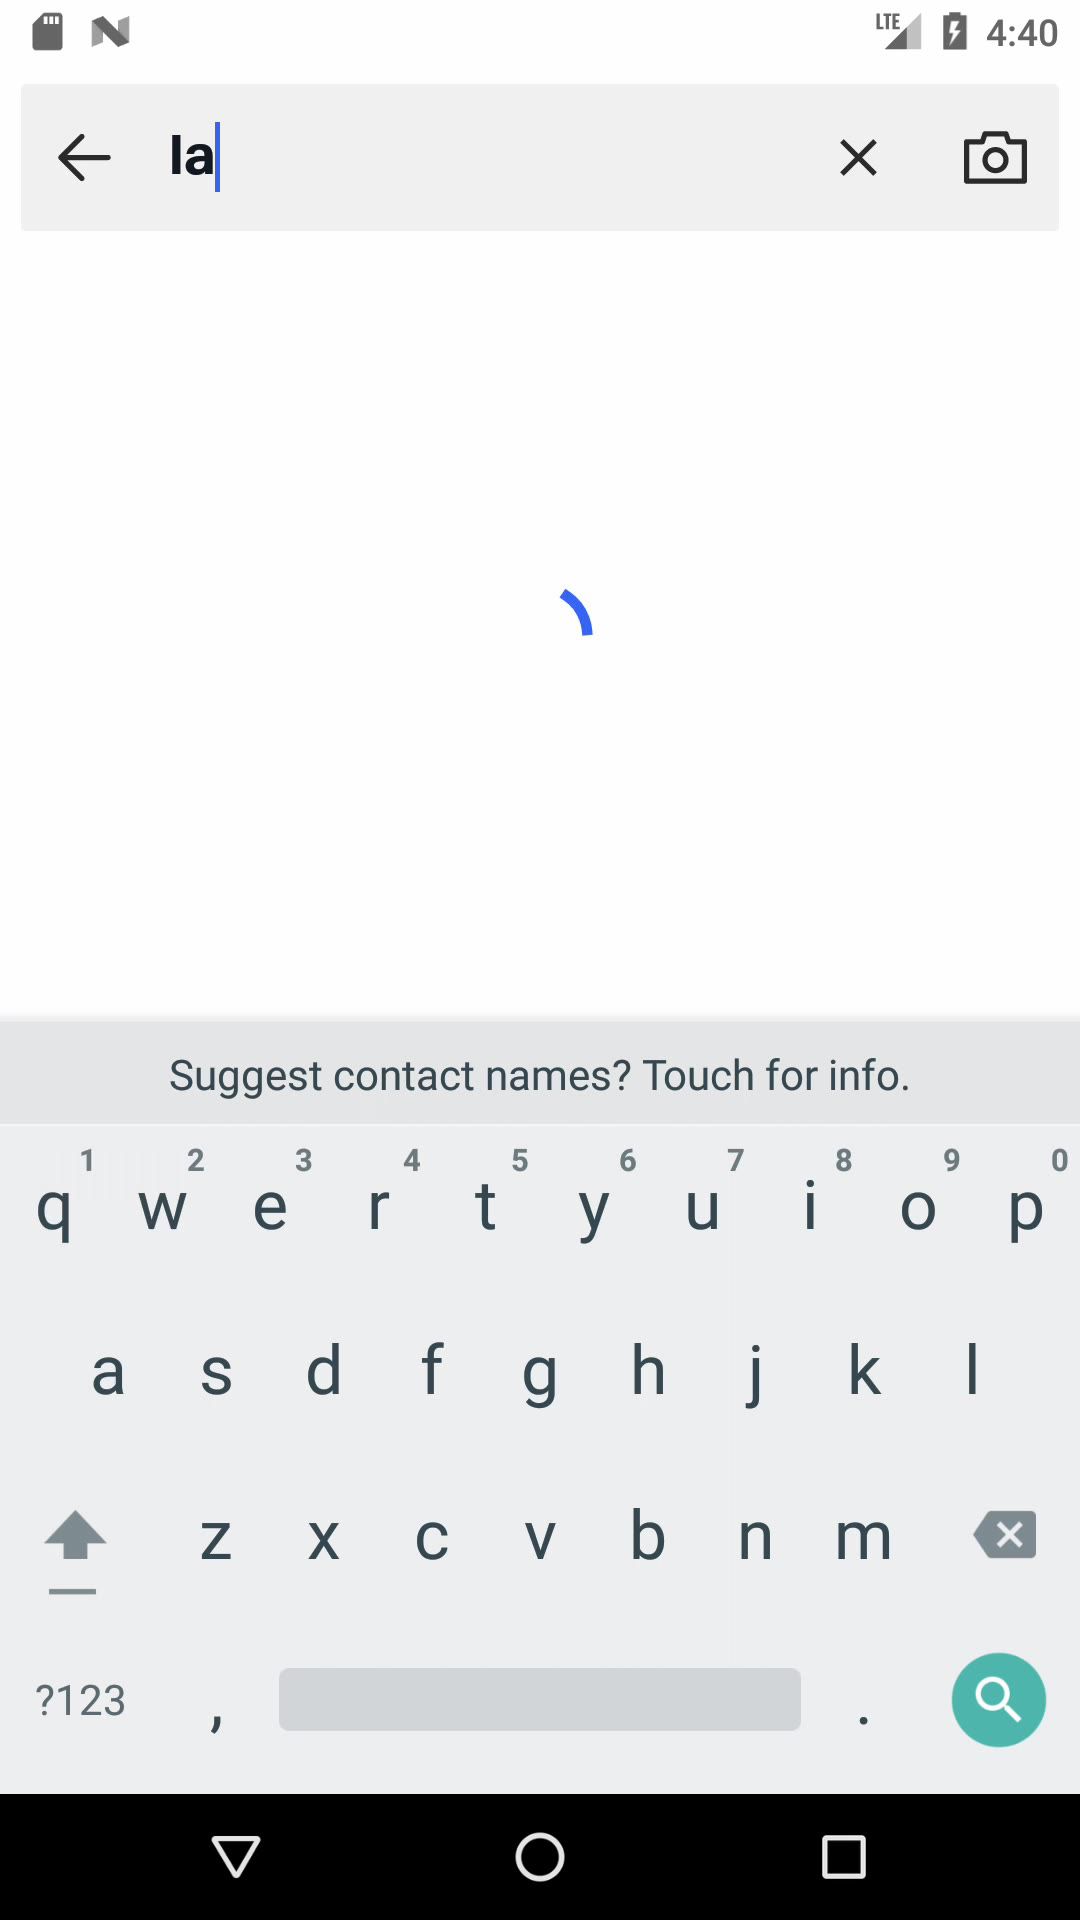 LTE 4:40
la
Suggest contact names? Touch for info.
1 2 3 4 5 6 7 8 9 0
q w e r t y u i o p
a s d f g h j k l
z x c v b n m
?123 , .